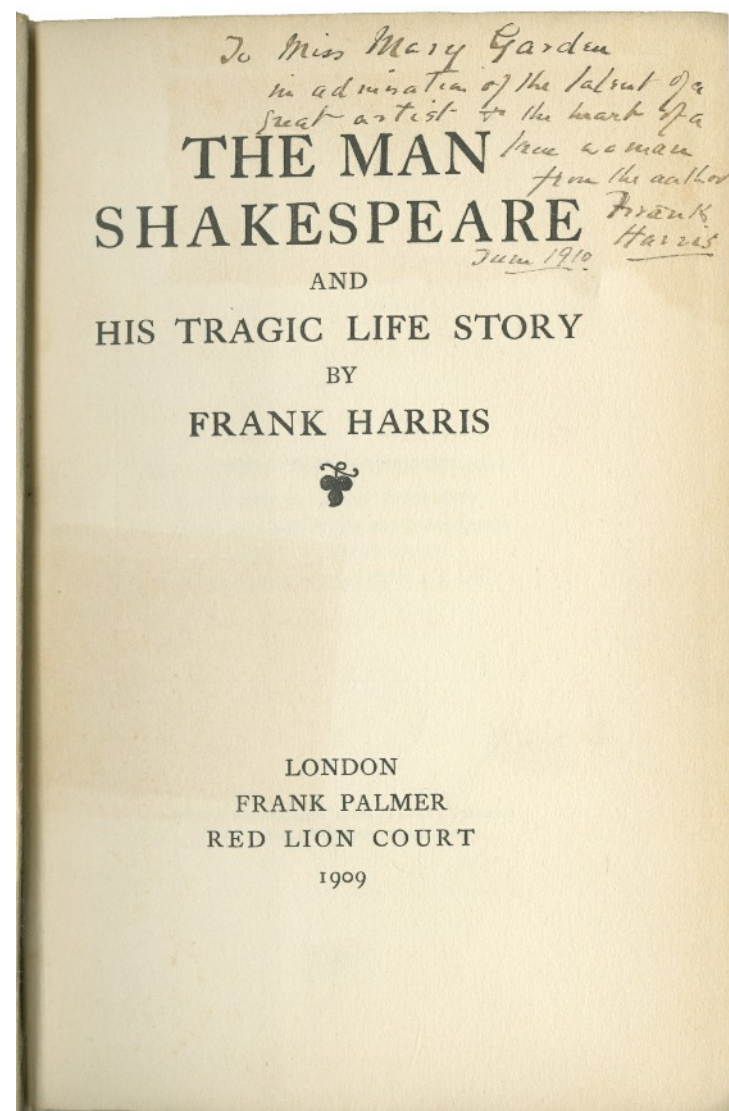 To Miss Mary Garden
in admiration of the talent of a
great artist & the heart of a
true woman
from the author
Frank
Harris
June 1910
THE MAN
SHAKESPEARE
AND
HIS TRAGIC LIFE STORY
BY
FRANK HARRIS
LONDON
FRANK PALMER
RED LION COURT
1909